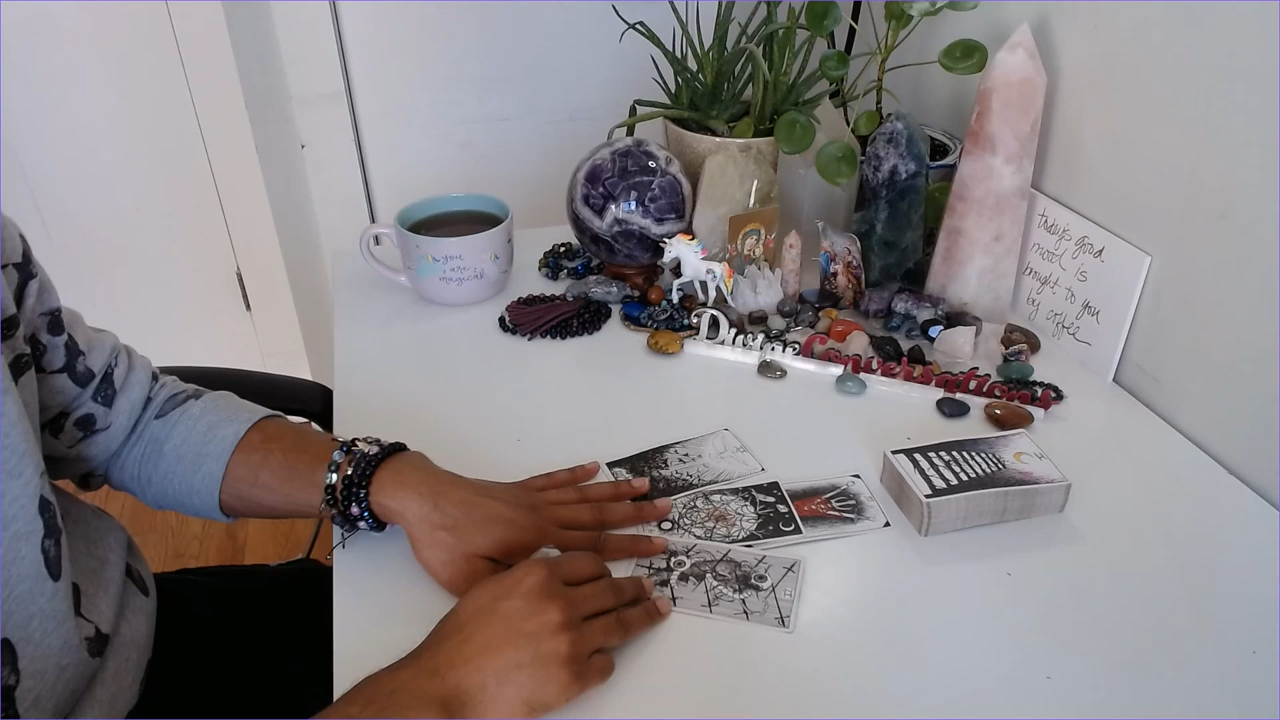 you
are
magical
Divine Conversations
today's good
mood is
brought to you
by coffee